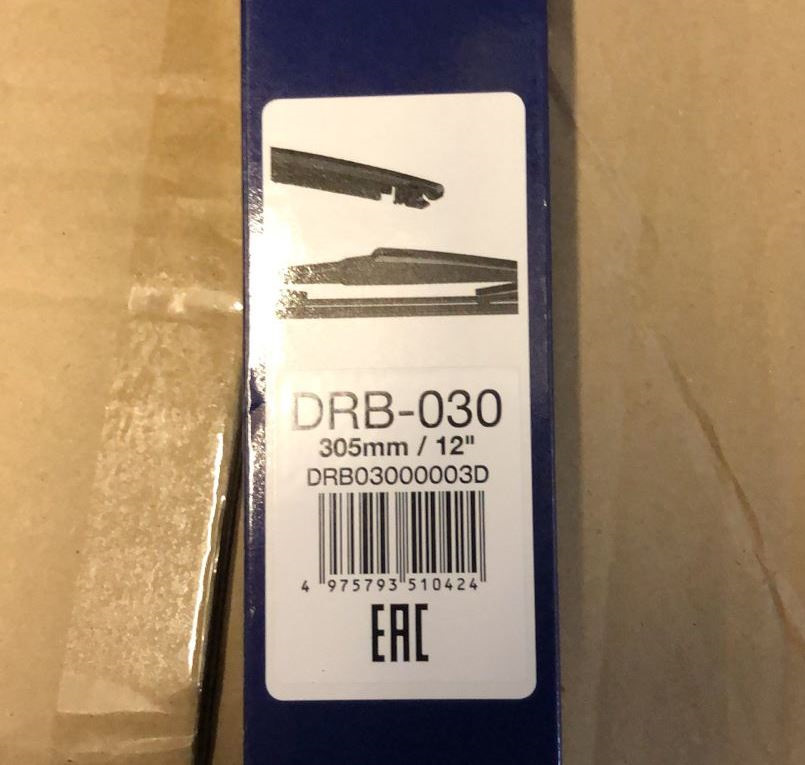 DRB-030
305mm / 12"
DRB03000003D
4 975793 510424
EAC